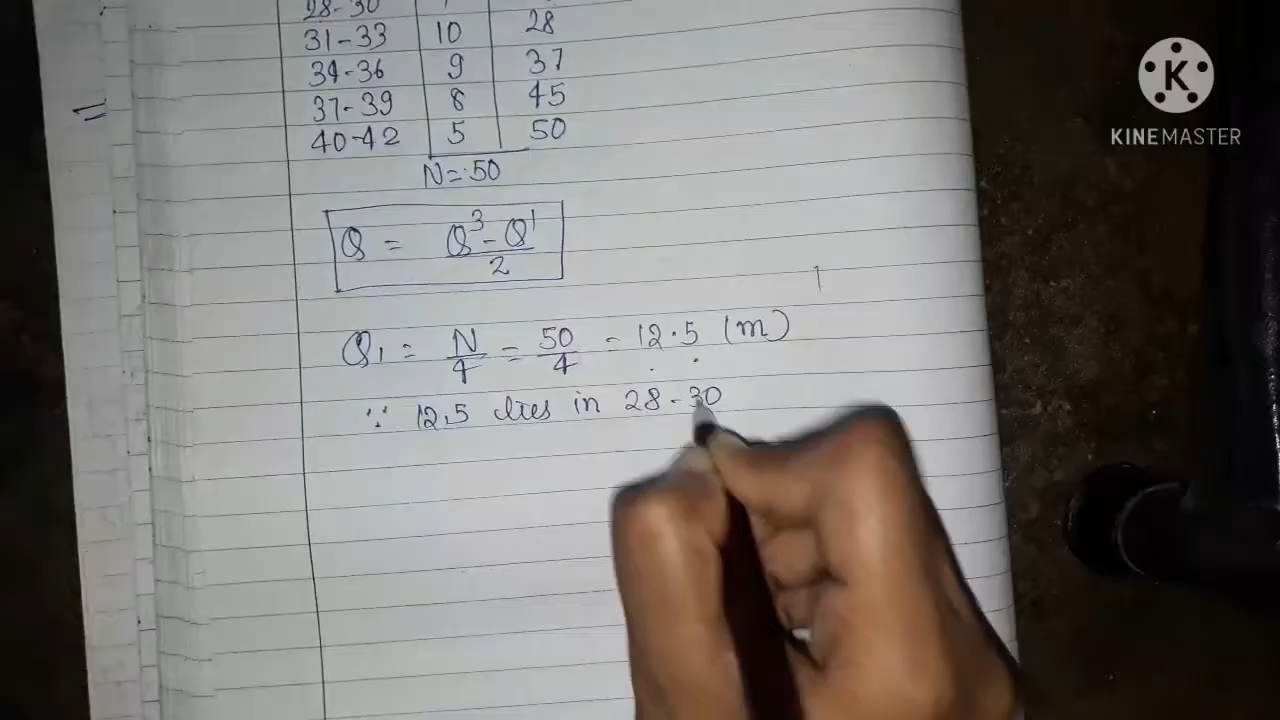 28-30
31-33 10 28
34-36 9 37
37-39 8 45
40-42 5 50
N=50
Q = Q³-Q¹
2
Q₁ = N/4 = 50/4 = 12.5 (m)
∵ 12.5 lies in 28-30
KINEMASTER